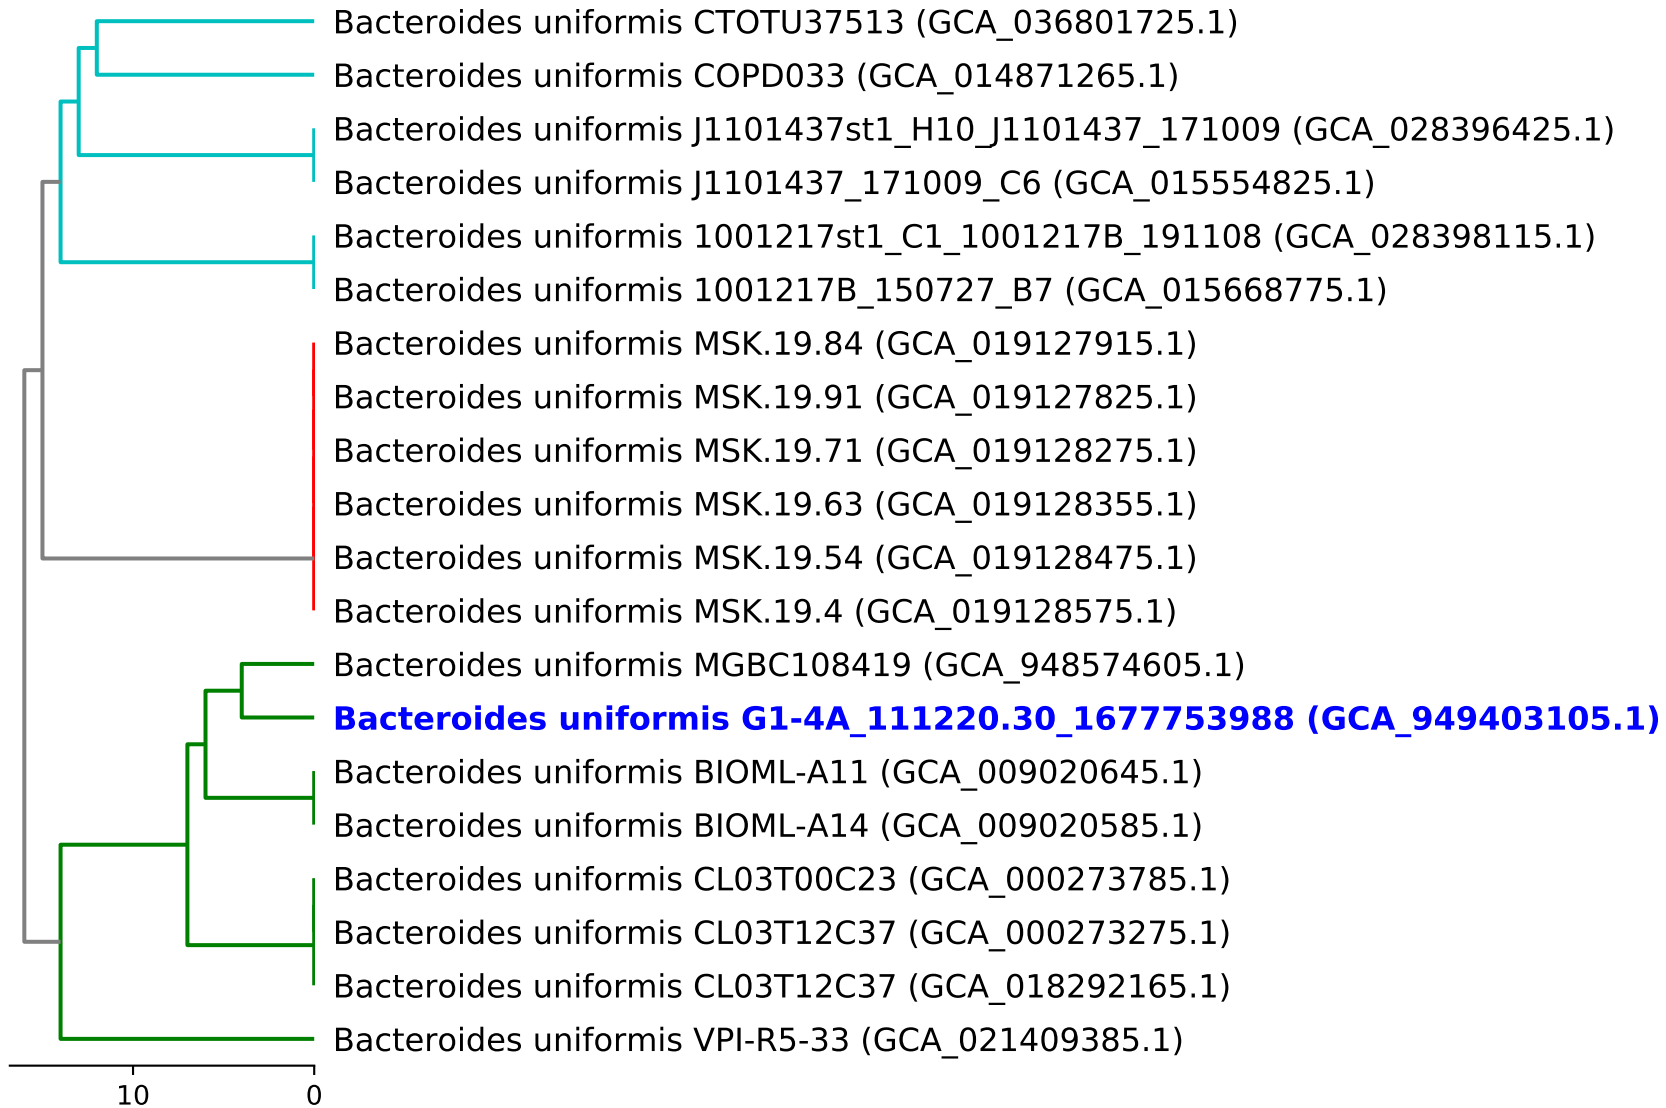 Bacteroides uniformis CTOTU37513 (GCA_036801725.1)
Bacteroides uniformis COPD033 (GCA_014871265.1)
Bacteroides uniformis J1101437st1_H10_J1101437_171009 (GCA_028396425.1)
Bacteroides uniformis J1101437_171009_C6 (GCA_015554825.1)
Bacteroides uniformis 1001217st1_C1_1001217B_191108 (GCA_028398115.1)
Bacteroides uniformis 1001217B_150727_B7 (GCA_015668775.1)
Bacteroides uniformis MSK.19.84 (GCA_019127915.1)
Bacteroides uniformis MSK.19.91 (GCA_019127825.1)
Bacteroides uniformis MSK.19.71 (GCA_019128275.1)
Bacteroides uniformis MSK.19.63 (GCA_019128355.1)
Bacteroides uniformis MSK.19.54 (GCA_019128475.1)
Bacteroides uniformis MSK.19.4 (GCA_019128575.1)
Bacteroides uniformis MGBC108419 (GCA_948574605.1)
Bacteroides uniformis G1-4A_111220.30_1677753988 (GCA_949403105.1)
Bacteroides uniformis BIOML-A11 (GCA_009020645.1)
Bacteroides uniformis BIOML-A14 (GCA_009020585.1)
Bacteroides uniformis CL03T00C23 (GCA_000273785.1)
Bacteroides uniformis CL03T12C37 (GCA_000273275.1)
Bacteroides uniformis CL03T12C37 (GCA_018292165.1)
Bacteroides uniformis VPI-R5-33 (GCA_021409385.1)
10 0